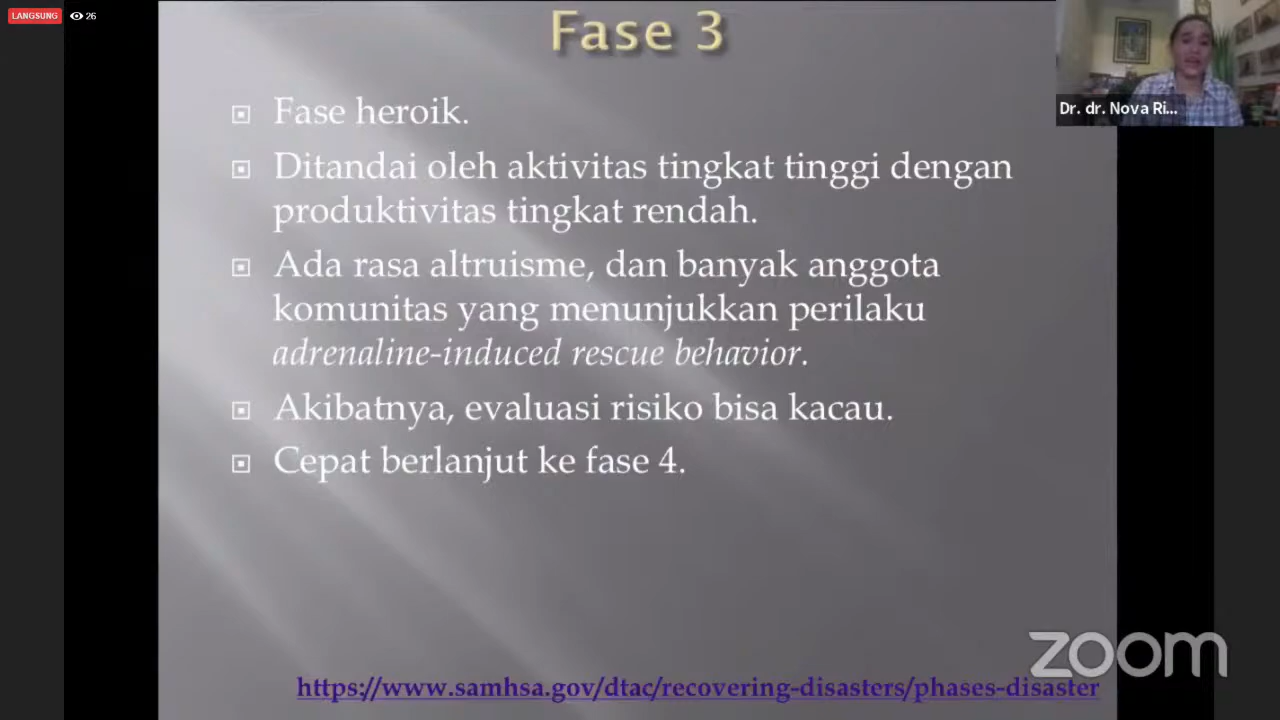 LANGSUNG
26
Fase 3
Dr. dr. Nova Ri...
Fase heroik.
Ditandai oleh aktivitas tingkat tinggi dengan
produktivitas tingkat rendah.
Ada rasa altruisme, dan banyak anggota
komunitas yang menunjukkan perilaku
adrenaline-induced rescue behavior.
Akibatnya, evaluasi risiko bisa kacau.
Cepat berlanjut ke fase 4.
zoom
https://www.samhsa.gov/dtac/recovering-disasters/phases-disaster